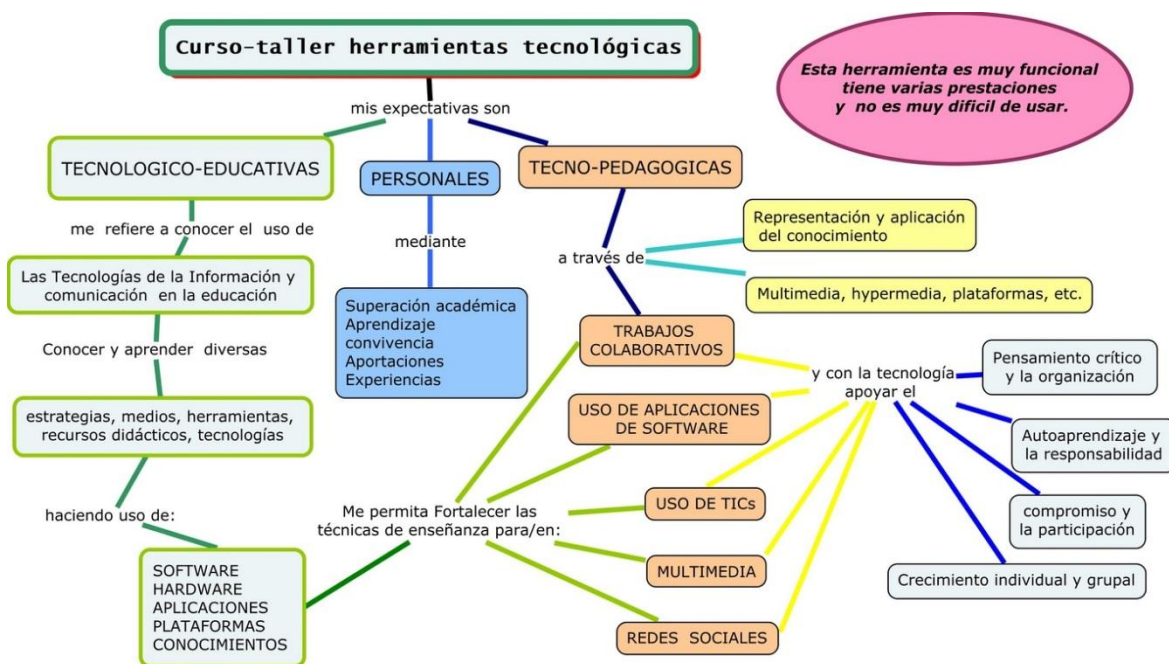 Curso-taller herramientas tecnológicas
Esta herramienta es muy funcional
tiene varias prestaciones
y no es muy dificil de usar.
mis expectativas son
TECNOLOGICO-EDUCATIVAS
PERSONALES
TECNO-PEDAGOGICAS
me refiere a conocer el uso de
mediante
a través de
Representación y aplicación
del conocimiento
Multimedia, hypermedia, plataformas, etc.
Las Tecnologías de la Información y
comunicación en la educación
Superación académica
Aprendizaje
convivencia
Aportaciones
Experiencias
TRABAJOS
COLABORATIVOS
Conocer y aprender diversas
y con la tecnología
apoyar el
Pensamiento crítico
y la organización
estrategias, medios, herramientas,
recursos didácticos, tecnologías
USO DE APLICACIONES
DE SOFTWARE
Autoaprendizaje y
la responsabilidad
haciendo uso de:
Me permita Fortalecer las
técnicas de enseñanza para/en:
USO DE TICs
compromiso y
la participación
SOFTWARE
HARDWARE
APLICACIONES
PLATAFORMAS
CONOCIMIENTOS
MULTIMEDIA
Crecimiento individual y grupal
REDES SOCIALES